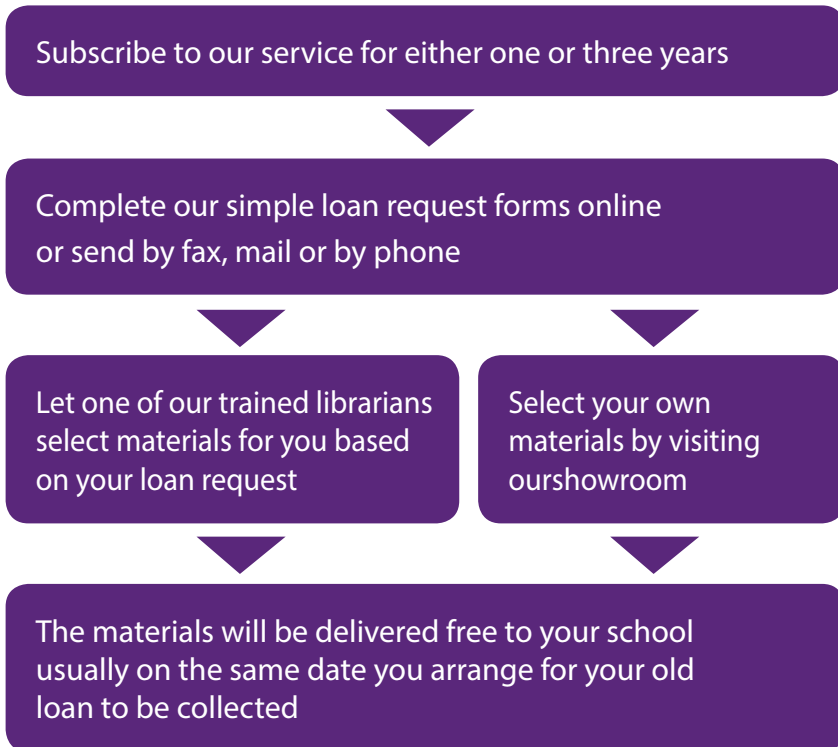 Subscribe to our service for either one or three years
Complete our simple loan request forms online
or send by fax, mail or by phone
Let one of our trained librarians
select materials for you based
on your loan request
Select your own
materials by visiting
ourshowroom
The materials will be delivered free to your school
usually on the same date you arrange for your old
loan to be collected